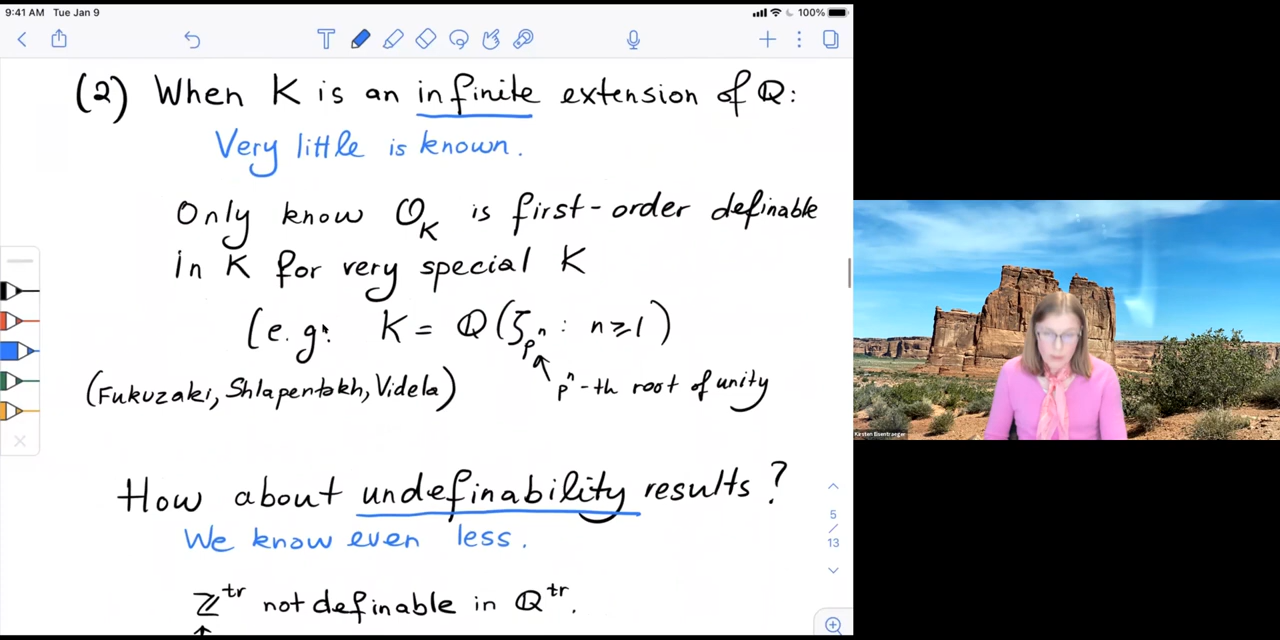 9:41 AM Tue Jan 9
100%
(2) When K is an infinite extension of ℚ:
Very little is known.
Only know O_K is first-order definable
in K for very special K
(e.g: K = ℚ(ζ_{p^n} : n ≥ 1)
p^n-th root of unity
(Fukuzaki, Shlapentokh, Videla)
How about undefinability results?
We know even less.
ℤ^tr not definable in ℚ^tr.
5
/
13
Kirsten Eisentraeger